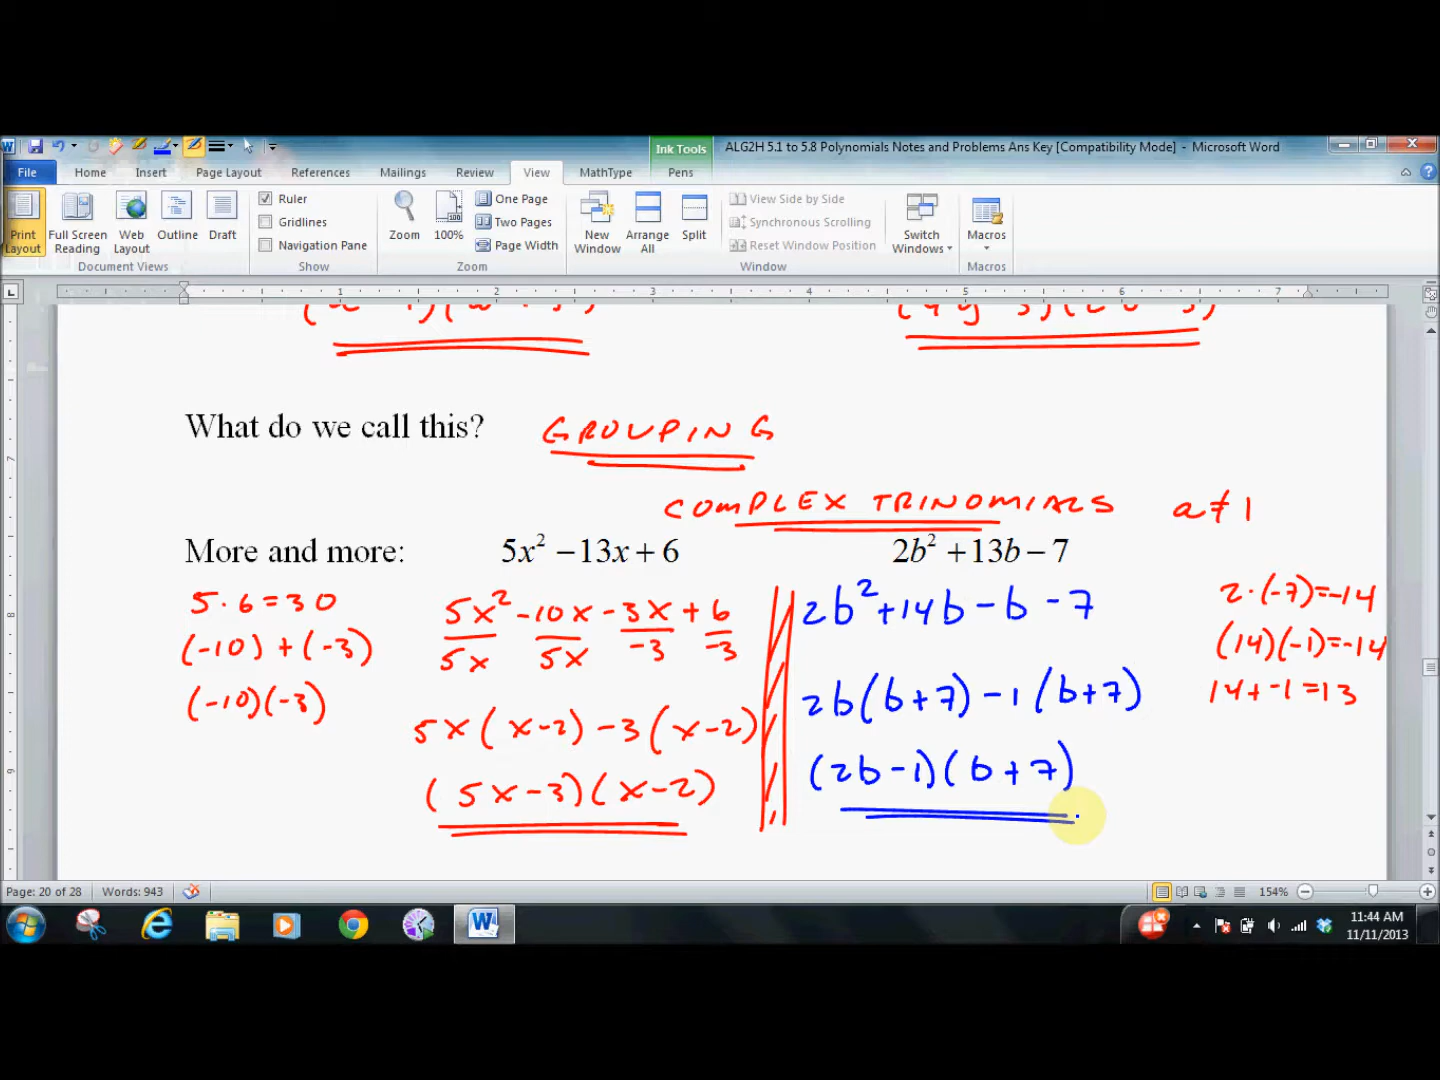 Ink Tools
ALG2H 5.1 to 5.8 Polynomials Notes and Problems Ans Key [Compatibility Mode] - Microsoft Word
File Home Insert Page Layout References Mailings Review View MathType Pens
Print Layout
Full Screen Reading
Web Layout
Outline
Draft
Document Views
Ruler
Gridlines
Navigation Pane
Show
Zoom
100%
One Page
Two Pages
Page Width
Zoom
New Window
Arrange All
Split
View Side by Side
Synchronous Scrolling
Reset Window Position
Window
Switch Windows
Macros
Macros
1 2 3 4 5 6 7
What do we call this? GROUPING
COMPLEX TRINOMIALS a ≠ 1
More and more: 5x² − 13x + 6 2b² + 13b − 7
5 · 6 = 30
(-10) + (-3)
(-10)(-3)
5x² - 10x - 3x + 6
5x 5x -3 -3
5x(x-2) -3(x-2)
(5x-3)(x-2)
2b² + 14b - b - 7
2b(b+7) - 1(b+7)
(2b-1)(b+7)
2·(-7)=-14
(14)(-1)=-14
14+-1=13
Page: 20 of 28 Words: 943 154%
11:44 AM
11/11/2013